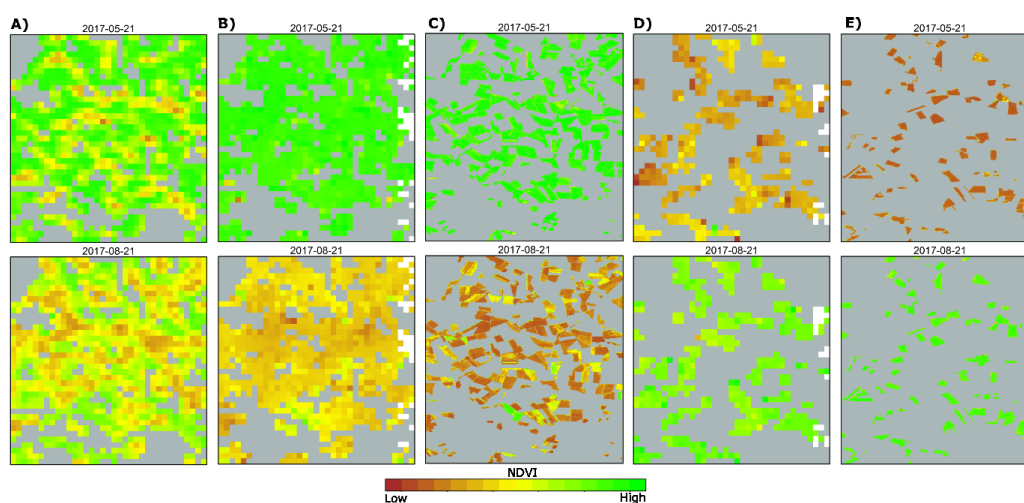 A) B) C) D) E)
2017-05-21 2017-05-21 2017-05-21 2017-05-21 2017-05-21
2017-08-21 2017-08-21 2017-08-21 2017-08-21 2017-08-21
NDVI
Low High